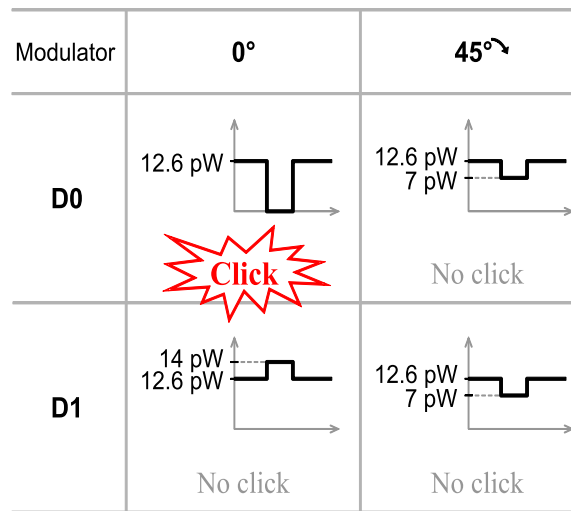 Modulator 0° 45°↷
D0
12.6 pW
Click
12.6 pW
7 pW
No click
D1
14 pW
12.6 pW
No click
12.6 pW
7 pW
No click